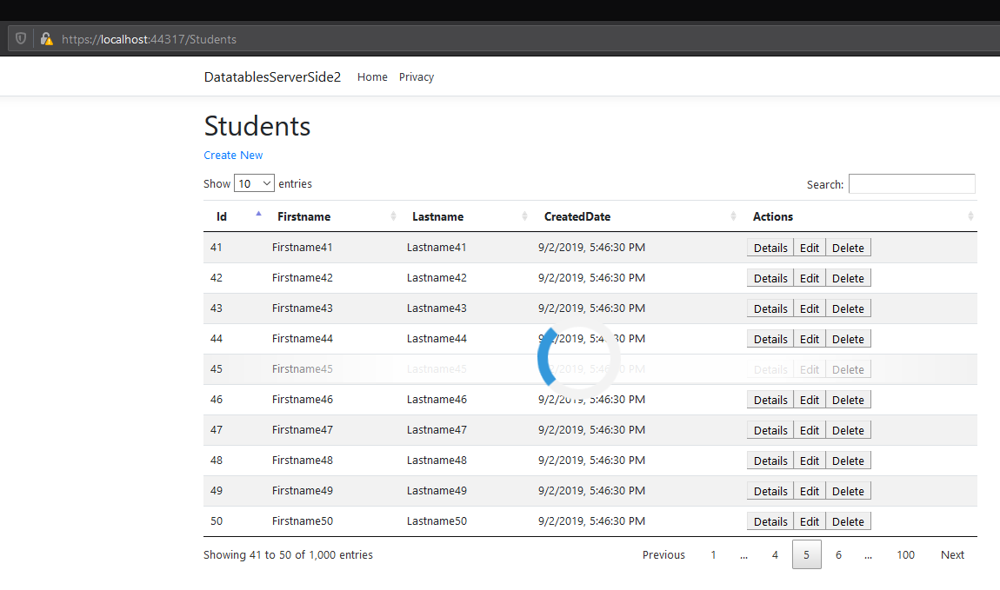 https://localhost:44317/Students
DatatablesServerSide2 Home Privacy
Students
Create New
Show 10 entries Search:
Id Firstname Lastname CreatedDate Actions
41 Firstname41 Lastname41 9/2/2019, 5:46:30 PM Details Edit Delete
42 Firstname42 Lastname42 9/2/2019, 5:46:30 PM Details Edit Delete
43 Firstname43 Lastname43 9/2/2019, 5:46:30 PM Details Edit Delete
44 Firstname44 Lastname44 9/2/2019, 5:46:30 PM Details Edit Delete
45 Firstname45 Lastname45 9/2/2019, 5:46:30 PM Details Edit Delete
46 Firstname46 Lastname46 9/2/2019, 5:46:30 PM Details Edit Delete
47 Firstname47 Lastname47 9/2/2019, 5:46:30 PM Details Edit Delete
48 Firstname48 Lastname48 9/2/2019, 5:46:30 PM Details Edit Delete
49 Firstname49 Lastname49 9/2/2019, 5:46:30 PM Details Edit Delete
50 Firstname50 Lastname50 9/2/2019, 5:46:30 PM Details Edit Delete
Showing 41 to 50 of 1,000 entries Previous 1 ... 4 5 6 ... 100 Next